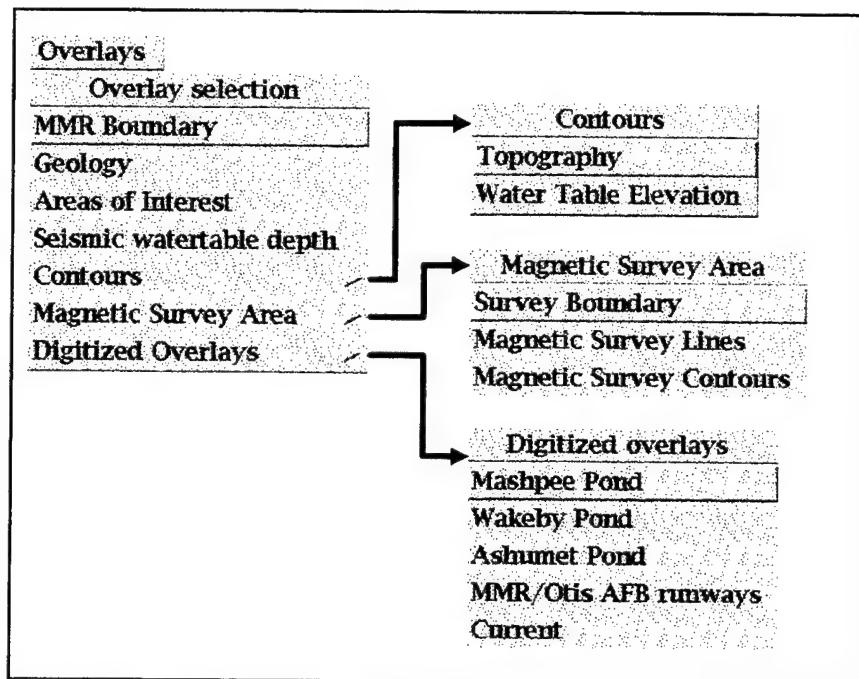 Overlays
Overlay selection
MMR Boundary
Geology
Areas of Interest
Seismic watertable depth
Contours
Magnetic Survey Area
Digitized Overlays
Contours
Topography
Water Table Elevation
Magnetic Survey Area
Survey Boundary
Magnetic Survey Lines
Magnetic Survey Contours
Digitized overlays
Mashpee Pond
Wakeby Pond
Ashumet Pond
MMR/Otis AFB runways
Current